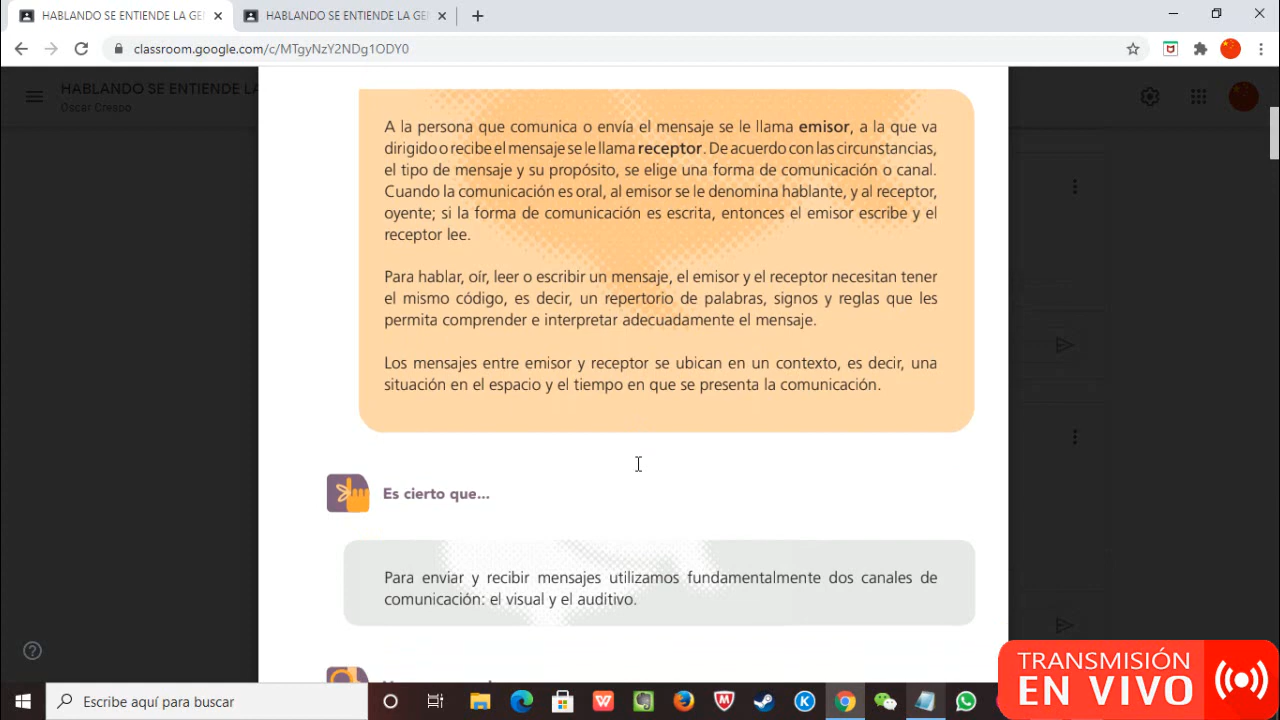 HABLANDO SE ENTIENDE LA GE
HABLANDO SE ENTIENDE LA GE
classroom.google.com/c/MTgyNzY2NDg1ODY0
HABLANDO SE ENTIENDE LA
Oscar Crespo
A la persona que comunica o envía el mensaje se le llama emisor, a la que va
dirigido o recibe el mensaje se le llama receptor. De acuerdo con las circunstancias,
el tipo de mensaje y su propósito, se elige una forma de comunicación o canal.
Cuando la comunicación es oral, al emisor se le denomina hablante, y al receptor,
oyente; si la forma de comunicación es escrita, entonces el emisor escribe y el
receptor lee.
Para hablar, oír, leer o escribir un mensaje, el emisor y el receptor necesitan tener
el mismo código, es decir, un repertorio de palabras, signos y reglas que les
permita comprender e interpretar adecuadamente el mensaje.
Los mensajes entre emisor y receptor se ubican en un contexto, es decir, una
situación en el espacio y el tiempo en que se presenta la comunicación.
Es cierto que...
Para enviar y recibir mensajes utilizamos fundamentalmente dos canales de
comunicación: el visual y el auditivo.
Escribe aquí para buscar
TRANSMISIÓN
EN VIVO